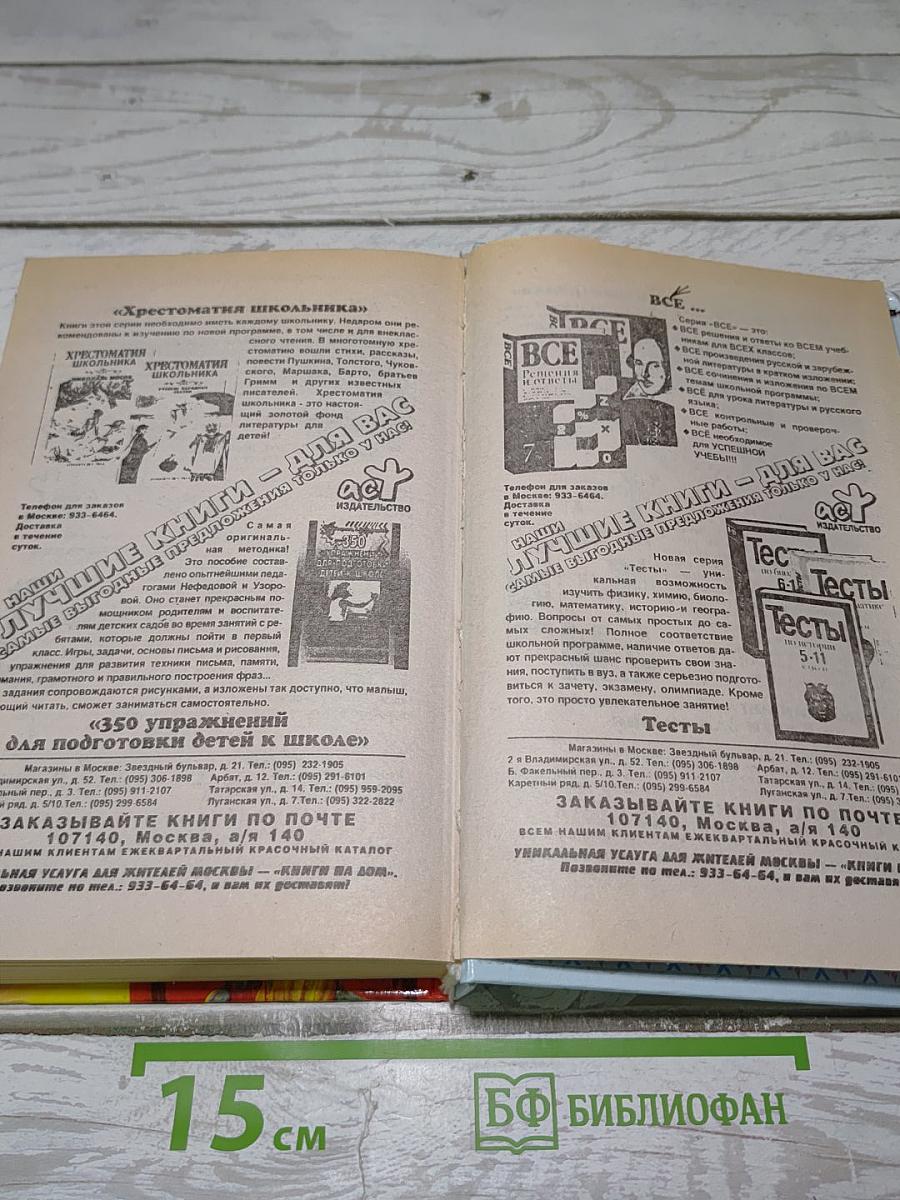 «Хрестоматия школьника»
Книги этой серии необходимо иметь каждому школьнику. Недаром они ре-
комендованы к изучению по новой программе, в том числе и для внеклас-
сного чтения. В многотомную хре-
стоматию вошли стихи, рассказы,
повести Пушкина, Толстого, Чуков-
ского, Маршака, Барто, братьев
Гримм и других известных
писателей. Хрестоматия
школьника - это настоя-
щий золотой фонд
литературы для
детей!
ХРЕСТОМАТИЯ
ШКОЛЬНИКА
ХРЕСТОМАТИЯ
ШКОЛЬНИКА
Телефон для заказов
в Москве: 933-6464.
Доставка
в течение
суток.
НАШИ
ЛУЧШИЕ КНИГИ – ДЛЯ ВАС
САМЫЕ ВЫГОДНЫЕ ПРЕДЛОЖЕНИЯ ТОЛЬКО У НАС!
аст
ИЗДАТЕЛЬСТВО
Самая
оригиналь-
ная методика!
Это пособие состав-
лено опытнейшими педа-
гогами Нефедовой и Узоро-
вой. Оно станет прекрасным по-
мощником родителям и воспитате-
лям детских садов во время занятий с ре-
бятами, которые должны пойти в первый
класс. Игры, задачи, основы письма и рисования,
упражнения для развития техники письма, памяти,
мания, грамотного и правильного построения фраз...
задания сопровождаются рисунками, а изложены так доступно, что малыш,
ющий читать, сможет заниматься самостоятельно.
350
УПРАЖНЕНИЙ
ДЛЯ ПОДГОТОВКИ
ДЕТЕЙ К ШКОЛЕ
«350 упражнений
для подготовки детей к школе»
Магазины в Москве: Звездный бульвар, д. 21. Тел.: (095) 232-1905
адимирская ул., д. 52. Тел.: (095) 306-1898 Арбат, д. 12. Тел.: (095) 291-6101
льный пер., д. 3. Тел.: (095) 911-2107 Татарская ул., д. 14. Тел.: (095) 959-2095
й ряд, д. 5/10.Тел.: (095) 299-6584 Луганская ул., д. 7.Тел.: (095) 322-2822
ЗАКАЗЫВАЙТЕ КНИГИ ПО ПОЧТЕ
107140, Москва, а/я 140
НАШИМ КЛИЕНТАМ ЕЖЕКВАРТАЛЬНЫЙ КРАСОЧНЫЙ КАТАЛОГ
ЬНАЯ УСЛУГА ДЛЯ ЖИТЕЛЕЙ МОСКВЫ — «КНИГИ НА ДОМ».
Позвоните по тел.: 933-64-64, и вам их доставят!
ВСЕ ...
Серия «ВСЕ» — это:
♦ ВСЕ решения и ответы ко ВСЕМ учеб-
никам для ВСЕХ классов;
♦ ВСЕ произведения русской и зарубеж-
ной литературы в кратком изложении;
♦ ВСЕ сочинения и изложения по ВСЕМ
темам школьной программы;
♦ ВСЁ для урока литературы и русского
языка;
♦ ВСЕ контрольные и провероч-
ные работы;
♦ ВСЁ необходимое
для УСПЕШНОЙ
УЧЕБЫ!!!
ВСЕ
ВСЕ
ВСЕ
Решения
и ответы
7
Телефон для заказов
в Москве: 933-6464.
Доставка
в течение
суток.
НАШИ
ЛУЧШИЕ КНИГИ – ДЛЯ ВАС
САМЫЕ ВЫГОДНЫЕ ПРЕДЛОЖЕНИЯ ТОЛЬКО У НАС!
аст
ИЗДАТЕЛЬСТВО
Новая серия
"Тесты" — уни-
кальная возможность
изучить физику, химию, биоло-
гию, математику, историю и геогра-
фию. Вопросы от самых простых до са-
мых сложных! Полное соответствие
школьной программе, наличие ответов да-
ют прекрасный шанс проверить свои зна-
ния, поступить в вуз, а также серьезно подгото-
виться к зачету, экзамену, олимпиаде. Кроме
того, это просто увлекательное занятие!
Тесты
Тесты
Тесты
по истории
5-11
Тесты
Магазины в Москве: Звездный бульвар, д. 21. Тел.: (095) 232-1905
2 я Владимирская ул., д. 52. Тел.: (095) 306-1898 Арбат, д. 12. Тел.: (095) 291-6101
Б. Факельный пер., д. 3. Тел.: (095) 911-2107 Татарская ул., д. 14. Тел.: (095)
Каретный ряд, д. 5/10.Тел.: (095) 299-6584 Луганская ул., д. 7.Тел.: (095) 3
ЗАКАЗЫВАЙТЕ КНИГИ ПО ПОЧТЕ
107140, Москва, а/я 140
ВСЕМ НАШИМ КЛИЕНТАМ ЕЖЕКВАРТАЛЬНЫЙ КРАСОЧНЫЙ К
УНИКАЛЬНАЯ УСЛУГА ДЛЯ ЖИТЕЛЕЙ МОСКВЫ — «КНИГИ Н
Позвоните по тел.: 933-64-64, и вам их доставят
15 см
БФ БИБЛИОФАН